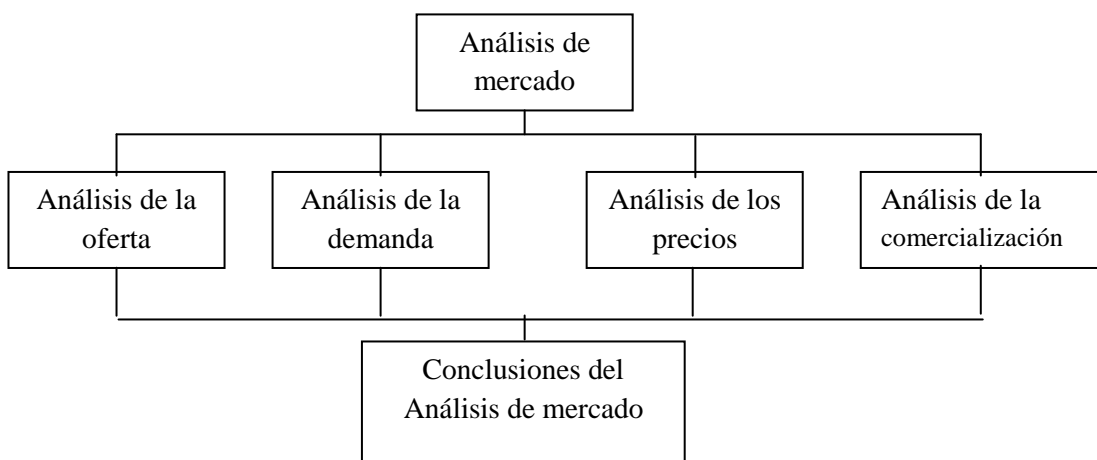 Análisis de
mercado
Análisis de la
oferta
Análisis de la
demanda
Análisis de los
precios
Análisis de la
comercialización
Conclusiones del
Análisis de mercado